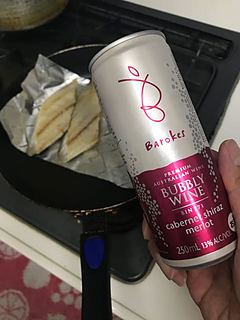 Barokes
PREMIUM
AUSTRALIAN WINE
BUBBLY
WINE
cabernet shiraz
merlot
250ml 13% ALC/VOL